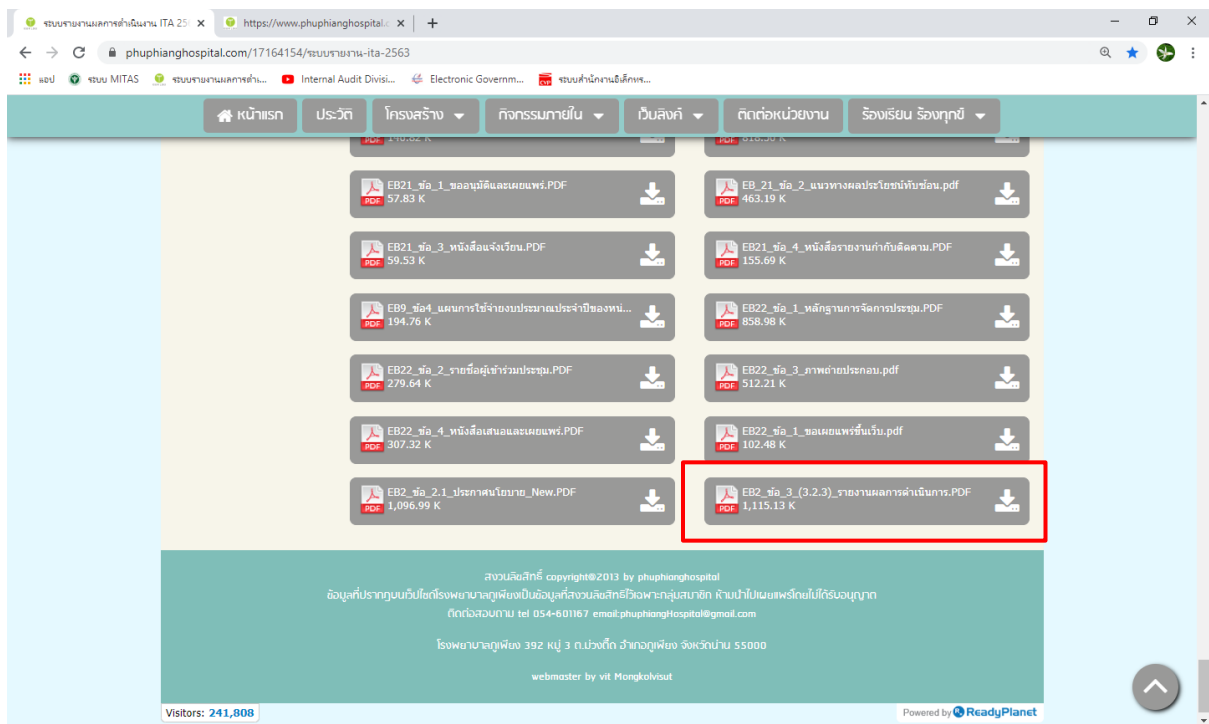 ระบบรายงานผลการดำเนินงาน ITA 25
https://www.phuphianghospital.c
phuphianghospital.com/17164154/ระบบรายงาน-ita-2563
แอป
ระบบ MITAS
ระบบรายงานผลการดำเ...
Internal Audit Divisi...
Electronic Governm...
ระบบสำนักงานอิเล็กทร...
หน้าแรก
ประวัติ
โครงสร้าง
กิจกรรมภายใน
เว็บลิงค์
ติดต่อหน่วยงาน
ร้องเรียน ร้องทุกข์
PDF 140.82 K
PDF 818.50 K
EB21_ข้อ_1_ขออนุมัติและเผยแพร่.PDF
PDF 57.83 K
EB_21_ข้อ_2_แนวทางผลประโยชน์ทับซ้อน.pdf
PDF 463.19 K
EB21_ข้อ_3_หนังสือแจ้งเวียน.PDF
PDF 59.53 K
EB21_ข้อ_4_หนังสือรายงานกำกับติดตาม.PDF
PDF 155.69 K
EB9_ข้อ4_แผนการใช้จ่ายงบประมาณประจำปีของหน่...
PDF 194.76 K
EB22_ข้อ_1_หลักฐานการจัดการประชุม.PDF
PDF 858.98 K
EB22_ข้อ_2_รายชื่อผู้เข้าร่วมประชุม.PDF
PDF 279.64 K
EB22_ข้อ_3_ภาพถ่ายประกอบ.pdf
PDF 512.21 K
EB22_ข้อ_4_หนังสือเสนอและเผยแพร่.PDF
PDF 307.32 K
EB22_ข้อ_1_ขอเผยแพร่ขึ้นเว็บ.pdf
PDF 102.48 K
EB2_ข้อ_2.1_ประกาศนโยบาย_New.PDF
PDF 1,096.99 K
EB2_ข้อ_3_(3.2.3)_รายงานผลการดำเนินการ.PDF
PDF 1,115.13 K
สงวนลิขสิทธิ์ copyright@2013 by phuphianghospital
ข้อมูลที่ปรากฏบนเว็บไซต์โรงพยาบาลภูเพียงเป็นข้อมูลที่สงวนลิขสิทธิ์ไว้เฉพาะกลุ่มสมาชิก ห้ามนำไปเผยแพร่โดยไม่ได้รับอนุญาต
ติดต่อสอบถาม tel 054-601167 email:phuphiangHospital@gmail.com
โรงพยาบาลภูเพียง 392 หมู่ 3 ต.ม่วงตึ๊ด อำเภอภูเพียง จังหวัดน่าน 55000
webmaster by vit Mongkolvisut
Visitors: 241,808
Powered by ReadyPlanet